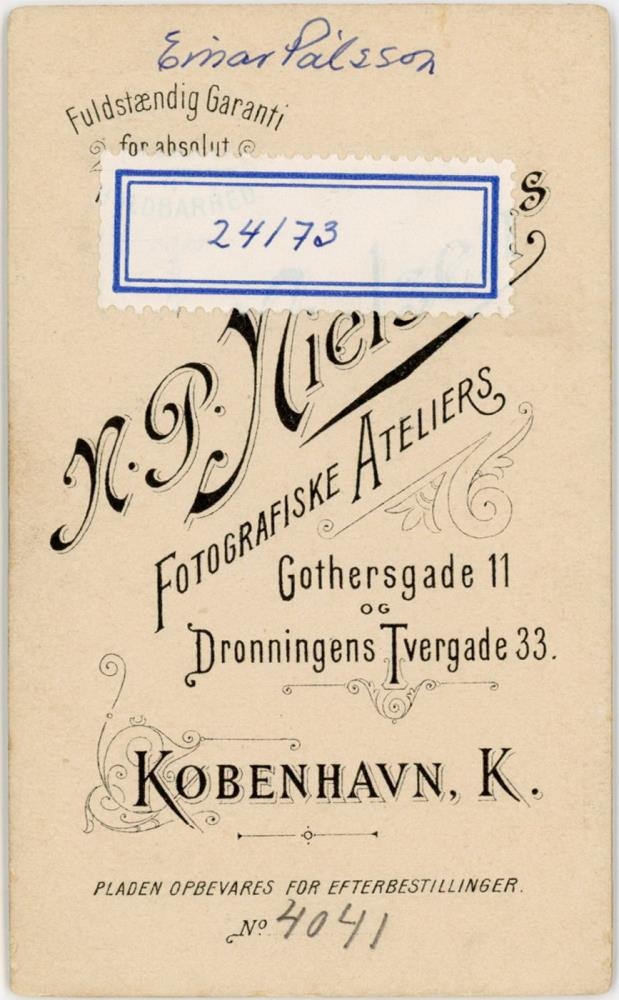 Einar Pálsson
Fuldstændig Garanti
for absolut
24/73
N. P. Niels
FOTOGRAFISKE ATELIERS
Gothersgade 11
OG
Dronningens Tvergade 33.
KØBENHAVN, K.
PLADEN OPBEVARES FOR EFTERBESTILLINGER.
No 4041